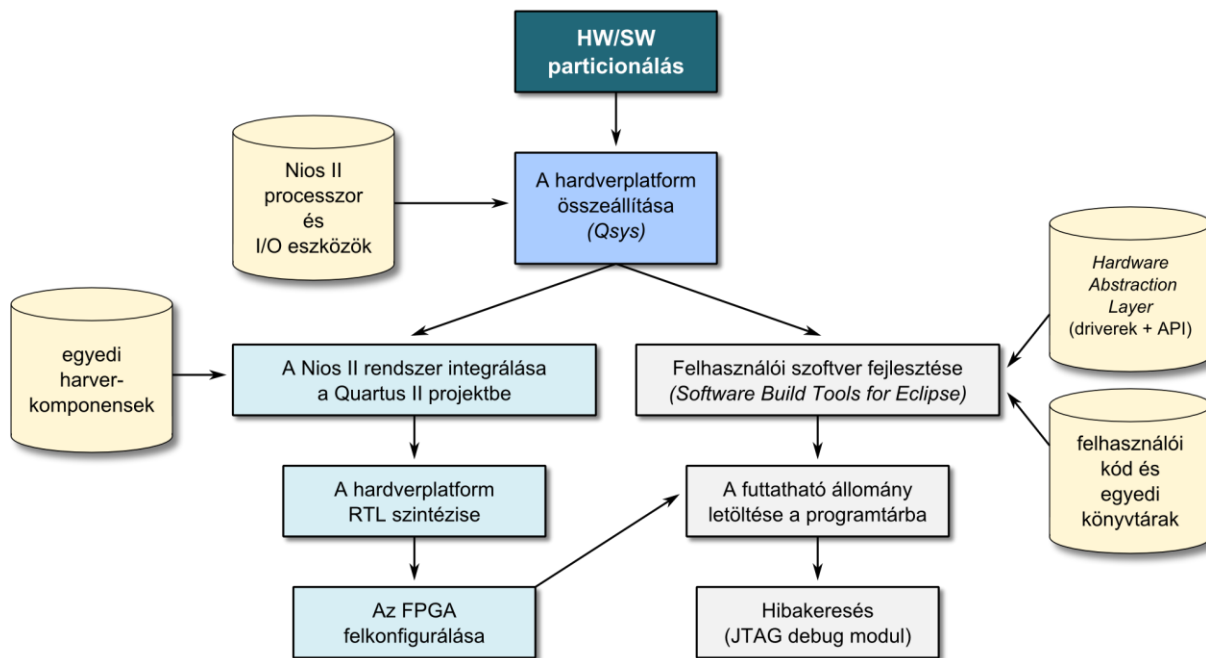 HW/SW
particionálás
Nios II
processzor
és
I/O eszközök
A hardverplatform
összeállítása
(Qsys)
Hardware
Abstraction
Layer
(driverek + API)
egyedi
harver-
komponensek
A Nios II rendszer integrálása
a Quartus II projektbe
Felhasználói szoftver fejlesztése
(Software Build Tools for Eclipse)
felhasználói
kód és
egyedi
könyvtárak
A hardverplatform
RTL szintézise
A futtatható állomány
letöltése a programtárba
Az FPGA
felkonfigurálása
Hibakeresés
(JTAG debug modul)